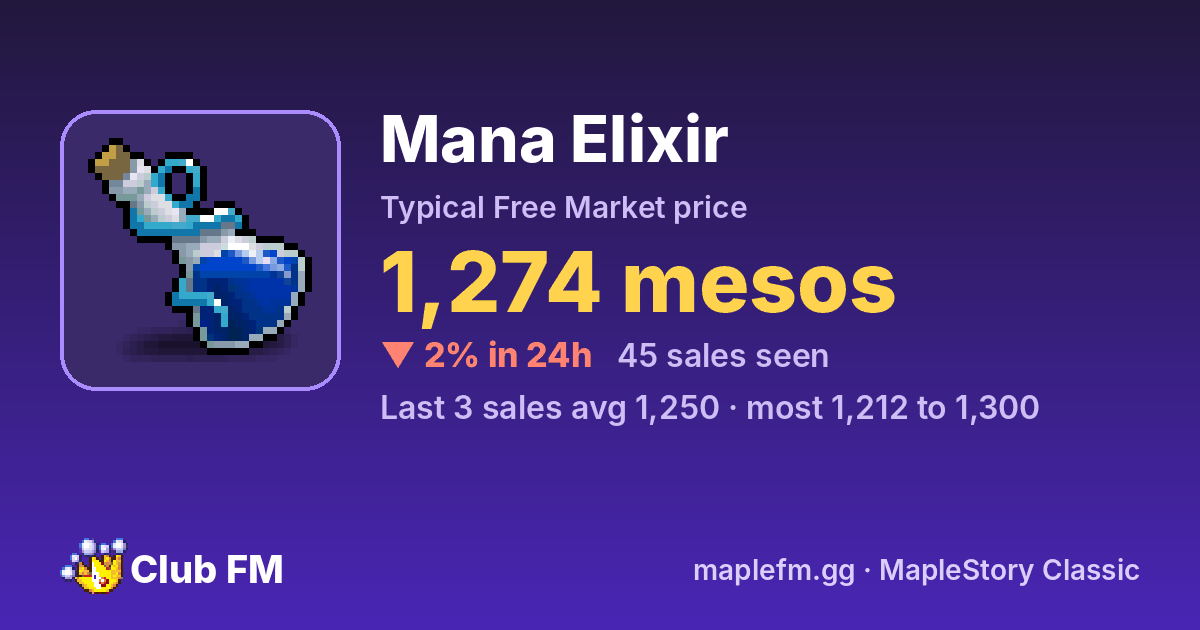 Mana Elixir
Typical Free Market price
1,274 mesos
▼ 2% in 24h 45 sales seen
Last 3 sales avg 1,250 · most 1,212 to 1,300
Club FM
maplefm.gg · MapleStory Classic